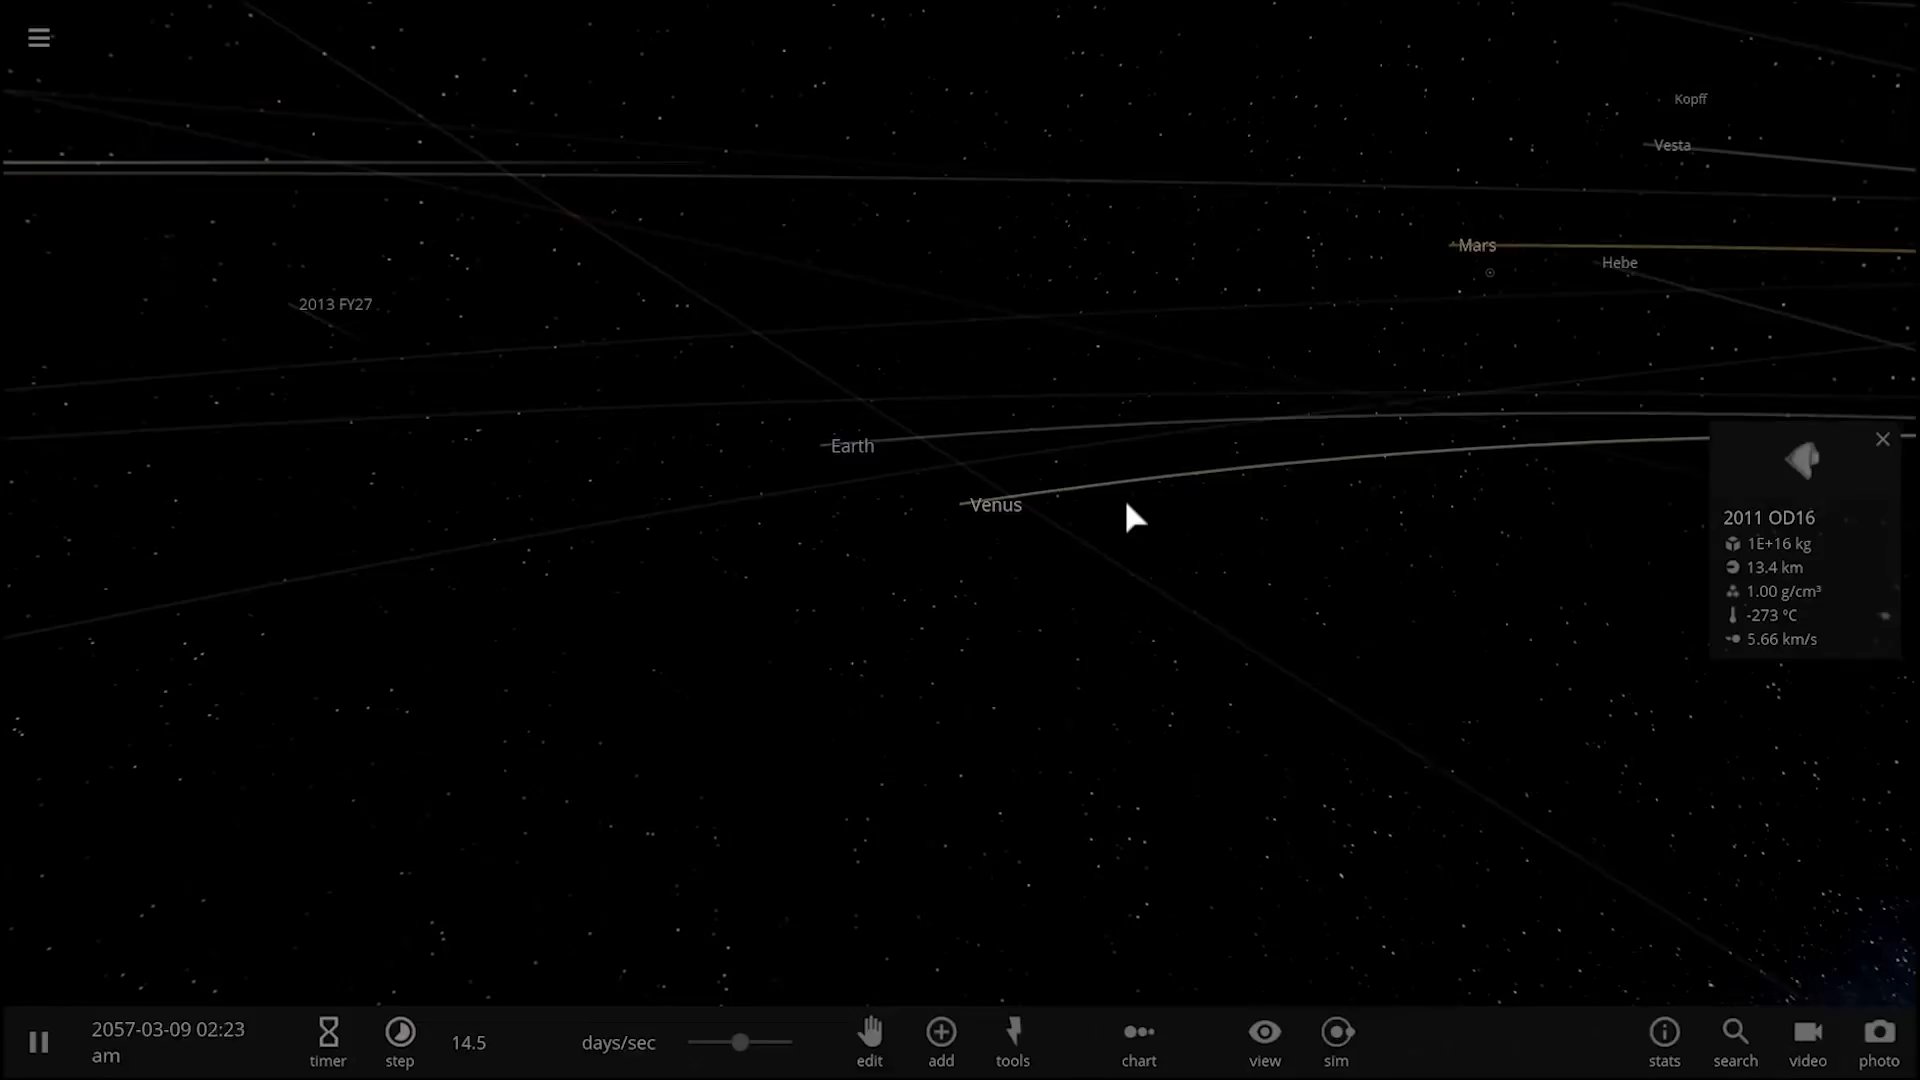 Kopff
Vesta
Mars
Hebe
2013 FY27
Earth
Venus
2011 OD16
1E+16 kg
13.4 km
1.00 g/cm³
-273 °C
5.66 km/s
2057-03-09 02:23
am
timer
step
14.5
days/sec
edit
add
tools
chart
view
sim
stats
search
video
photo